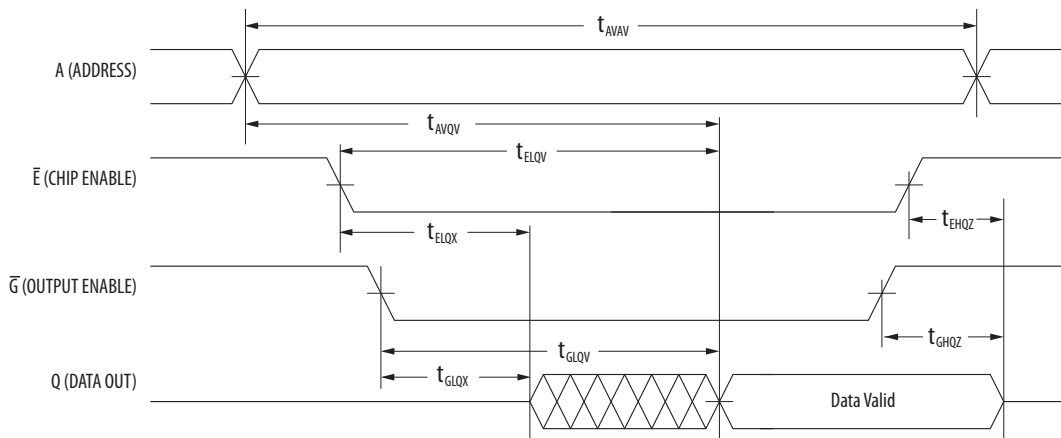 tAVAV
A (ADDRESS)
tAVQV
tELQV
E̅ (CHIP ENABLE)
tEHQZ
tELQX
G̅ (OUTPUT ENABLE)
tGHQZ
tGLQV
tGLQX
Q (DATA OUT)
Data Valid